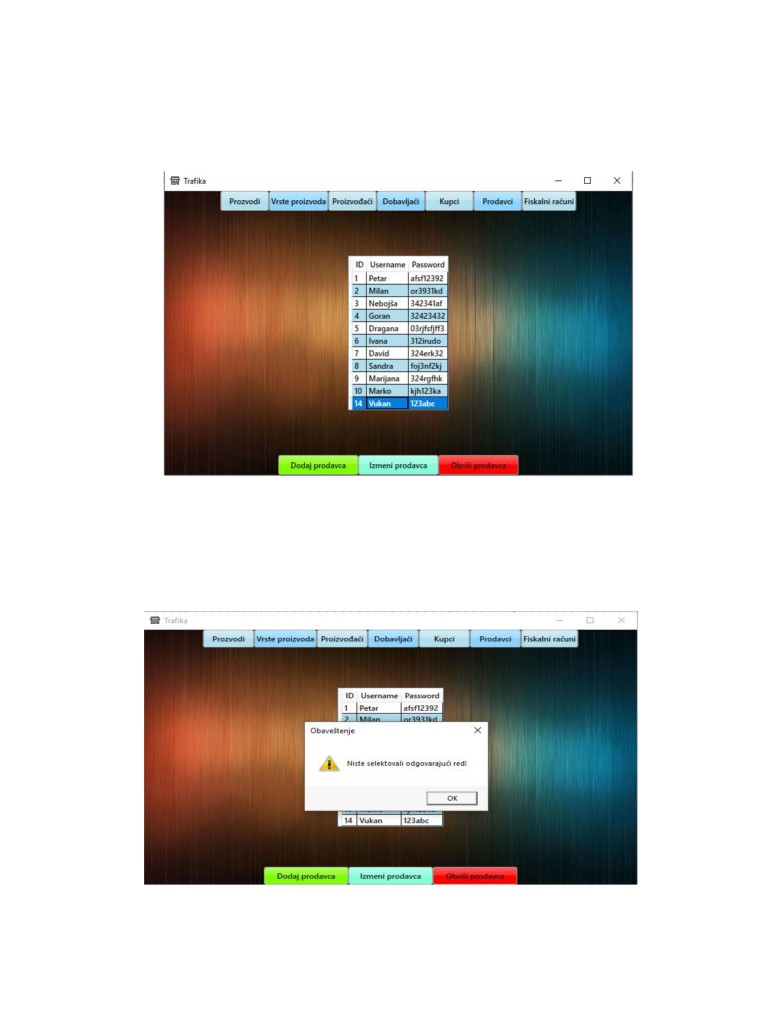 Trafika
Prozvodi Vrste proizvoda Proizvođači Dobavljači Kupci Prodavci Fiskalni računi
ID Username Password
1 Petar afsf12392
2 Milan or3931kd
3 Nebojša 342341af
4 Goran 32423432
5 Dragana 03rjfsfjff3
6 Ivana 312irudo
7 David 324erk32
8 Sandra foj3nf2kj
9 Marijana 324rgfhk
10 Marko kjh123ka
14 Vukan 123abc
Dodaj prodavca Izmeni prodavca Obriši prodavca
Trafika
Prozvodi Vrste proizvoda Proizvođači Dobavljači Kupci Prodavci Fiskalni računi
ID Username Password
1 Petar afsf12392
2 Milan or3931kd
Obaveštenje
Niste selektovali odgovarajući red!
OK
14 Vukan 123abc
Dodaj prodavca Izmeni prodavca Obriši prodavca